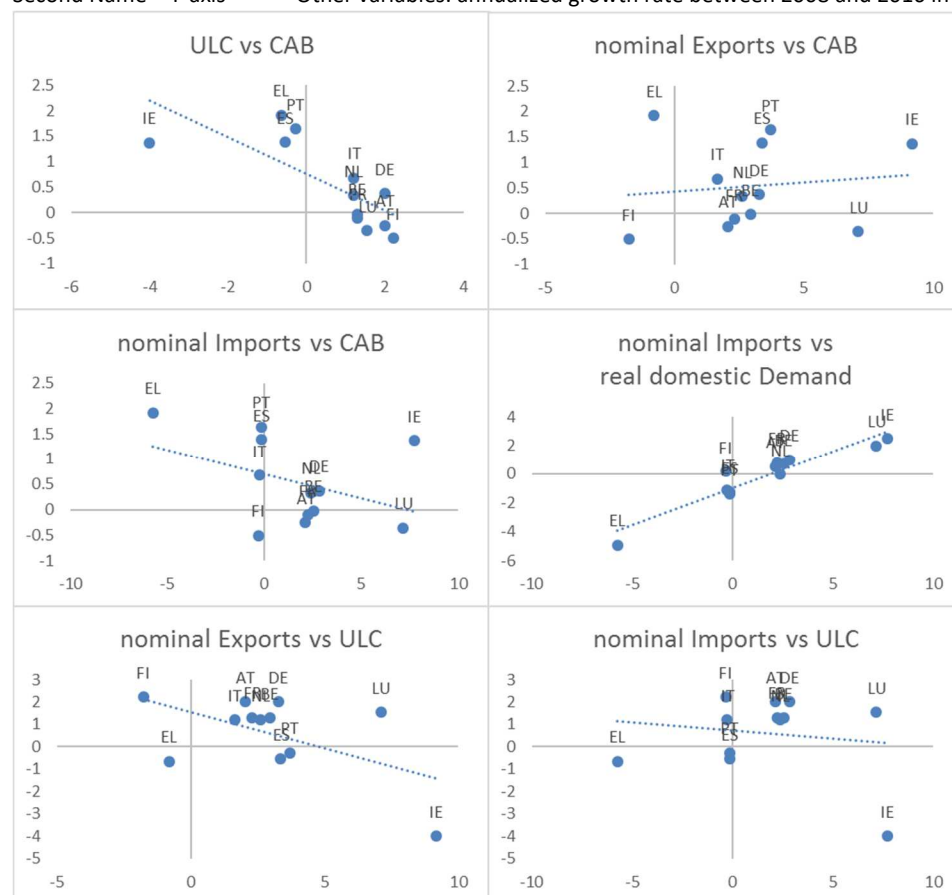 Second Name = Y-axis Other variables: annualized growth rate between 2008 and 2016 in
ULC vs CAB
2.5
2
1.5
1
0.5
0
-0.5
-1
-6 -4 -2 0 2 4
EL
PT
IE
ES
IT
NL
DE
BE
FR
LU
AT
FI
nominal Exports vs CAB
2.5
2
1.5
1
0.5
0
-0.5
-1
-5 0 5 10
EL
PT
ES
IE
IT
NL
DE
FR
BE
AT
FI
LU
nominal Imports vs CAB
2.5
2
1.5
1
0.5
0
-0.5
-1
-10 -5 0 5 10
EL
PT
ES
IE
IT
NL
DE
BE
FR
AT
FI
LU
nominal Imports vs
real domestic Demand
4
2
0
-2
-4
-6
-10 -5 0 5 10
IE
LU
DE
FI
NL
IT
EL
nominal Exports vs ULC
3
2
1
0
-1
-2
-3
-4
-5
-5 0 5 10
FI
AT
DE
IT
FR
NL
BE
LU
PT
ES
EL
IE
nominal Imports vs ULC
3
2
1
0
-1
-2
-3
-4
-5
-10 -5 0 5 10
FI
AT
DE
IT
LU
PT
ES
EL
IE